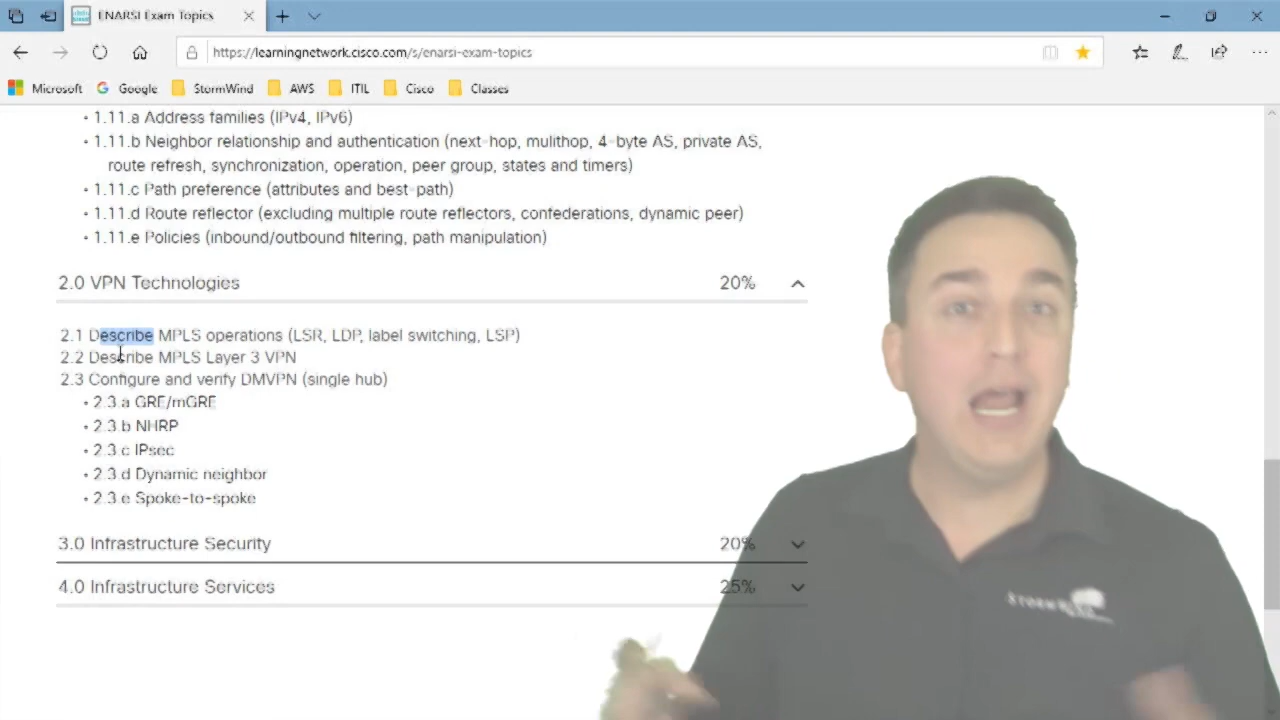 ENARSI Exam Topics
https://learningnetwork.cisco.com/s/enarsi-exam-topics
Microsoft Google StormWind AWS ITIL Cisco Classes
• 1.11.a Address families (IPv4, IPv6)
• 1.11.b Neighbor relationship and authentication (next-hop, mulithop, 4-byte AS, private AS,
route refresh, synchronization, operation, peer group, states and timers)
• 1.11.c Path preference (attributes and best-path)
• 1.11.d Route reflector (excluding multiple route reflectors, confederations, dynamic peer)
• 1.11.e Policies (inbound/outbound filtering, path manipulation)
2.0 VPN Technologies 20%
2.1 Describe MPLS operations (LSR, LDP, label switching, LSP)
2.2 Describe MPLS Layer 3 VPN
2.3 Configure and verify DMVPN (single hub)
• 2.3.a GRE/mGRE
• 2.3.b NHRP
• 2.3.c IPsec
• 2.3.d Dynamic neighbor
• 2.3.e Spoke-to-spoke
3.0 Infrastructure Security 20%
4.0 Infrastructure Services 25%